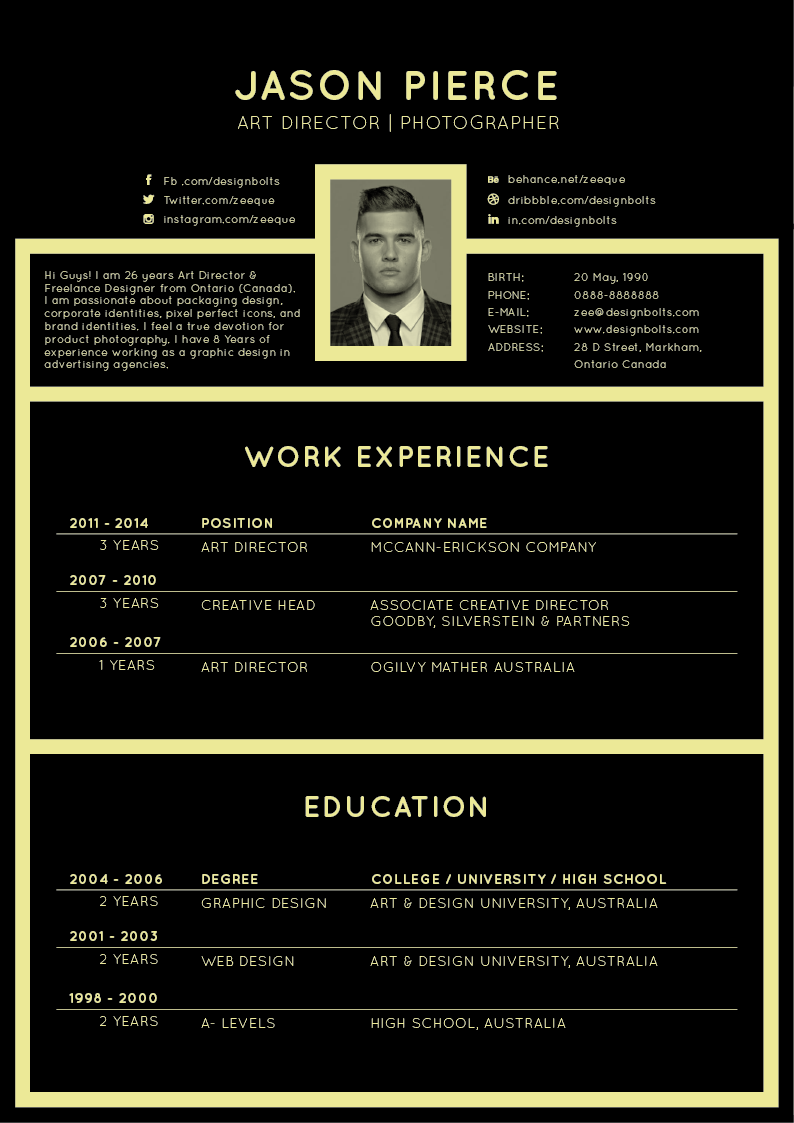 JASON PIERCE
ART DIRECTOR | PHOTOGRAPHER
Fb .com/designbolts
Twitter.com/zeeque
instagram.com/zeeque
Bē behance.net/zeeque
dribbble.com/zeeque
in in.com/designbolts
Hi Guys! I am 26 years Art Director &
Freelance Designer from Ontario (Canada).
I am passionate about packaging design,
corporate identities, pixel perfect icons, and
brand identities. I feel a true devotion for
product photography. I have 8 Years of
experience working as a graphic design in
advertising agencies.
BIRTH: 20 May, 1990
PHONE: 0888-8888888
E-MAIL: zee@designbolts.com
WEBSITE: www.designbolts.com
ADDRESS: 28 D Street, Markham,
Ontario Canada
WORK EXPERIENCE
2011 - 2014 POSITION COMPANY NAME
3 YEARS ART DIRECTOR MCCANN-ERICKSON COMPANY
2007 - 2010
3 YEARS CREATIVE HEAD ASSOCIATE CREATIVE DIRECTOR
GOODBY, SILVERSTEIN & PARTNERS
2006 - 2007
1 YEARS ART DIRECTOR OGILVY MATHER AUSTRALIA
EDUCATION
2004 - 2006 DEGREE COLLEGE / UNIVERSITY / HIGH SCHOOL
2 YEARS GRAPHIC DESIGN ART & DESIGN UNIVERSITY, AUSTRALIA
2001 - 2003
2 YEARS WEB DESIGN ART & DESIGN UNIVERSITY, AUSTRALIA
1998 - 2000
2 YEARS A- LEVELS HIGH SCHOOL, AUSTRALIA